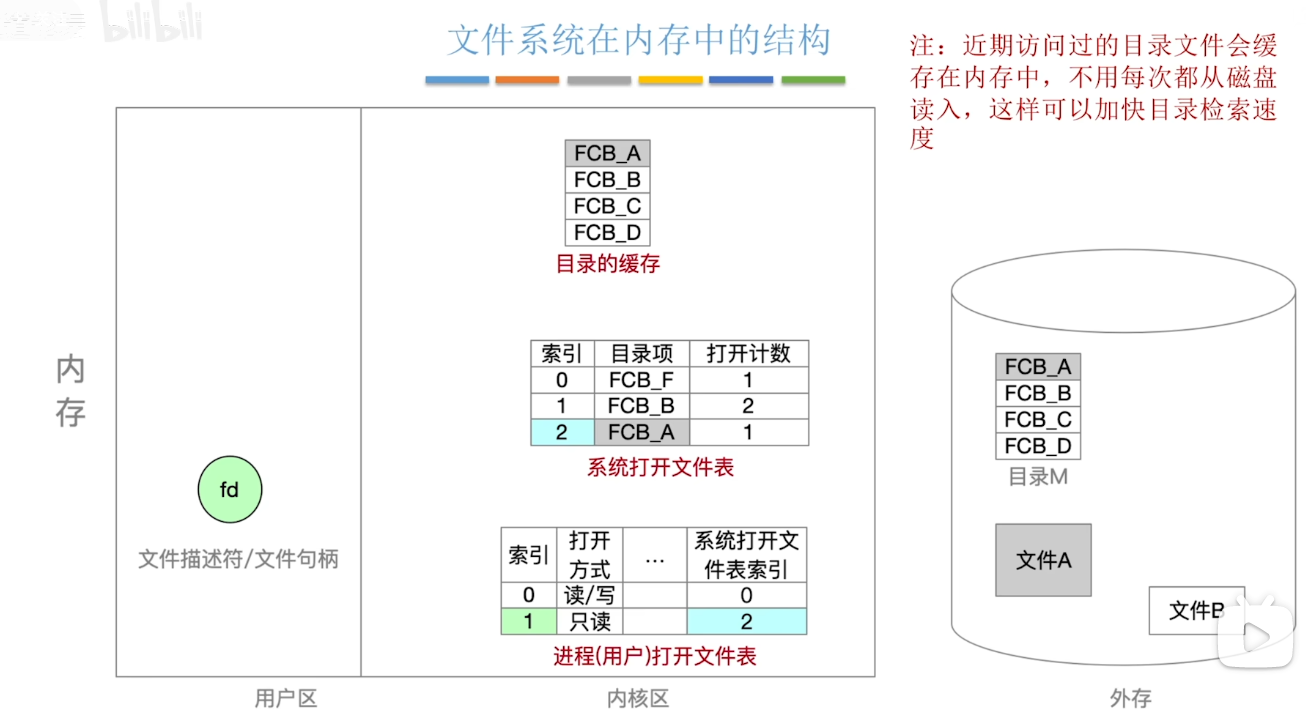 bilibili
文件系统在内存中的结构
注：近期访问过的目录文件会缓
存在内存中，不用每次都从磁盘
读入，这样可以加快目录检索速
度
FCB_A
FCB_B
FCB_C
FCB_D
目录的缓存
内
存
索引 目录项 打开计数
0 FCB_F 1
1 FCB_B 2
2 FCB_A 1
系统打开文件表
fd
文件描述符/文件句柄
索引 打开方式 … 系统打开文件表索引
0 读/写 0
1 只读 2
进程(用户)打开文件表
用户区
内核区
FCB_A
FCB_B
FCB_C
FCB_D
目录M
文件A
文件B
外存